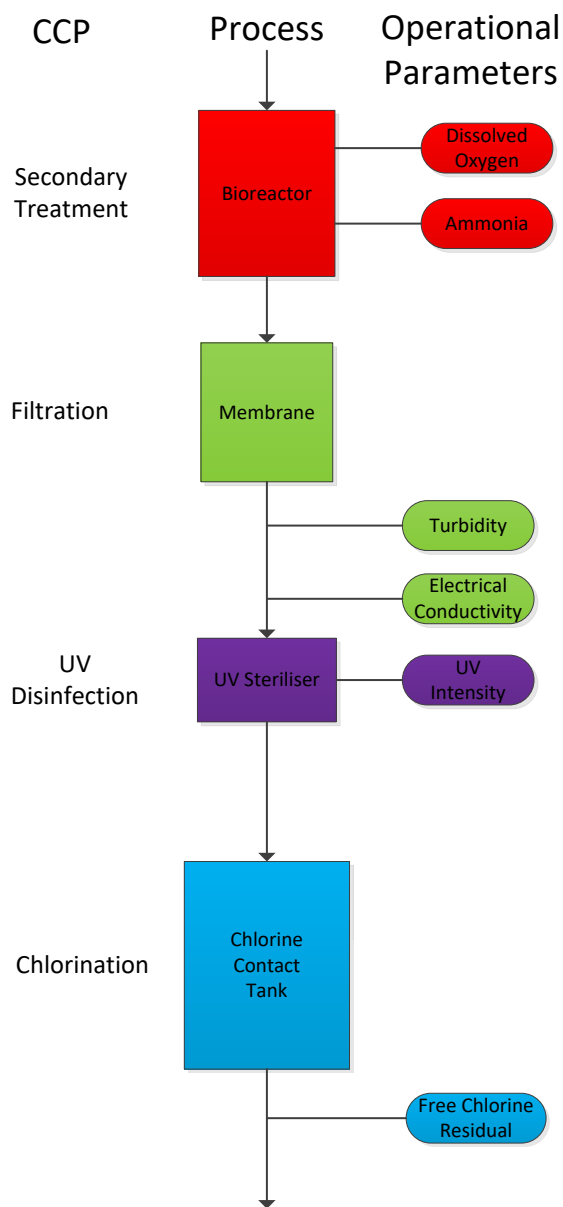 CCP
Process
Operational
Parameters
Secondary
Treatment
Bioreactor
Dissolved
Oxygen
Ammonia
Filtration
Membrane
Turbidity
Electrical
Conductivity
UV
Disinfection
UV Steriliser
UV
Intensity
Chlorination
Chlorine
Contact
Tank
Free Chlorine
Residual